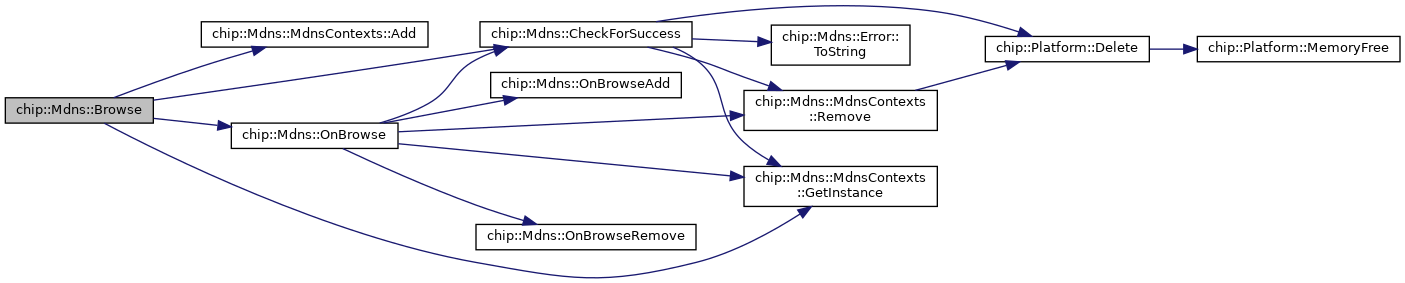 chip::Mdns::Browse
chip::Mdns::MdnsContexts::Add
chip::Mdns::CheckForSuccess
chip::Mdns::OnBrowseAdd
chip::Mdns::OnBrowse
chip::Mdns::OnBrowseRemove
chip::Mdns::Error::
ToString
chip::Mdns::MdnsContexts
::Remove
chip::Mdns::MdnsContexts
::GetInstance
chip::Platform::Delete
chip::Platform::MemoryFree